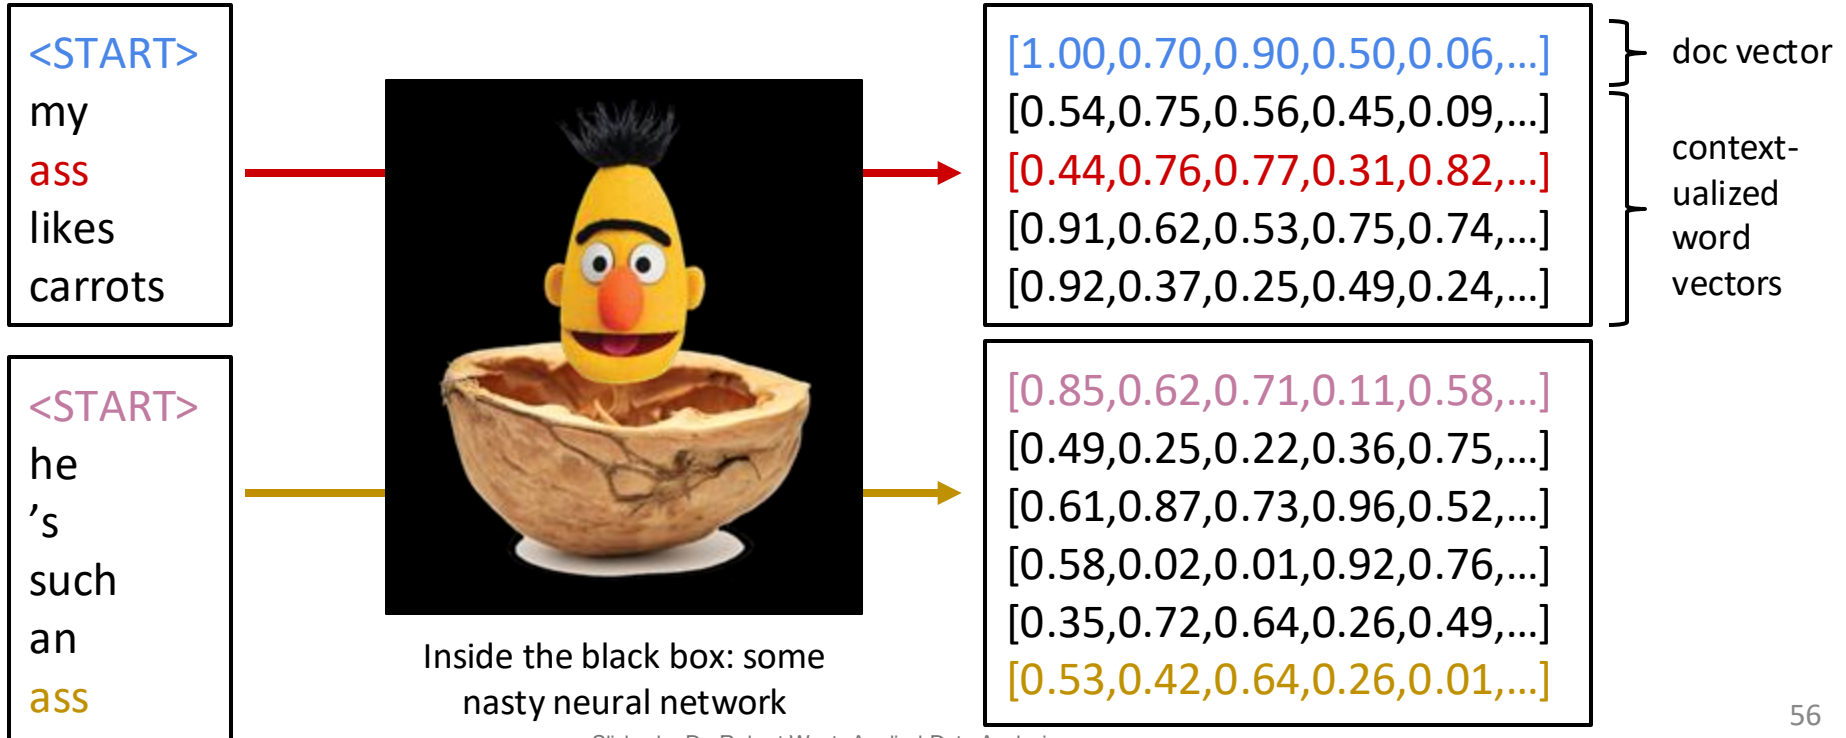 <START>
my
ass
likes
carrots
<START>
he
’s
such
an
ass
Inside the black box: some
nasty neural network
[1.00,0.70,0.90,0.50,0.06,...]
[0.54,0.75,0.56,0.45,0.09,...]
[0.44,0.76,0.77,0.31,0.82,...]
[0.91,0.62,0.53,0.75,0.74,...]
[0.92,0.37,0.25,0.49,0.24,...]
doc vector
context-
ualized
word
vectors
[0.85,0.62,0.71,0.11,0.58,...]
[0.49,0.25,0.22,0.36,0.75,...]
[0.61,0.87,0.73,0.96,0.52,...]
[0.58,0.02,0.01,0.92,0.76,...]
[0.35,0.72,0.64,0.26,0.49,...]
[0.53,0.42,0.64,0.26,0.01,...]
56